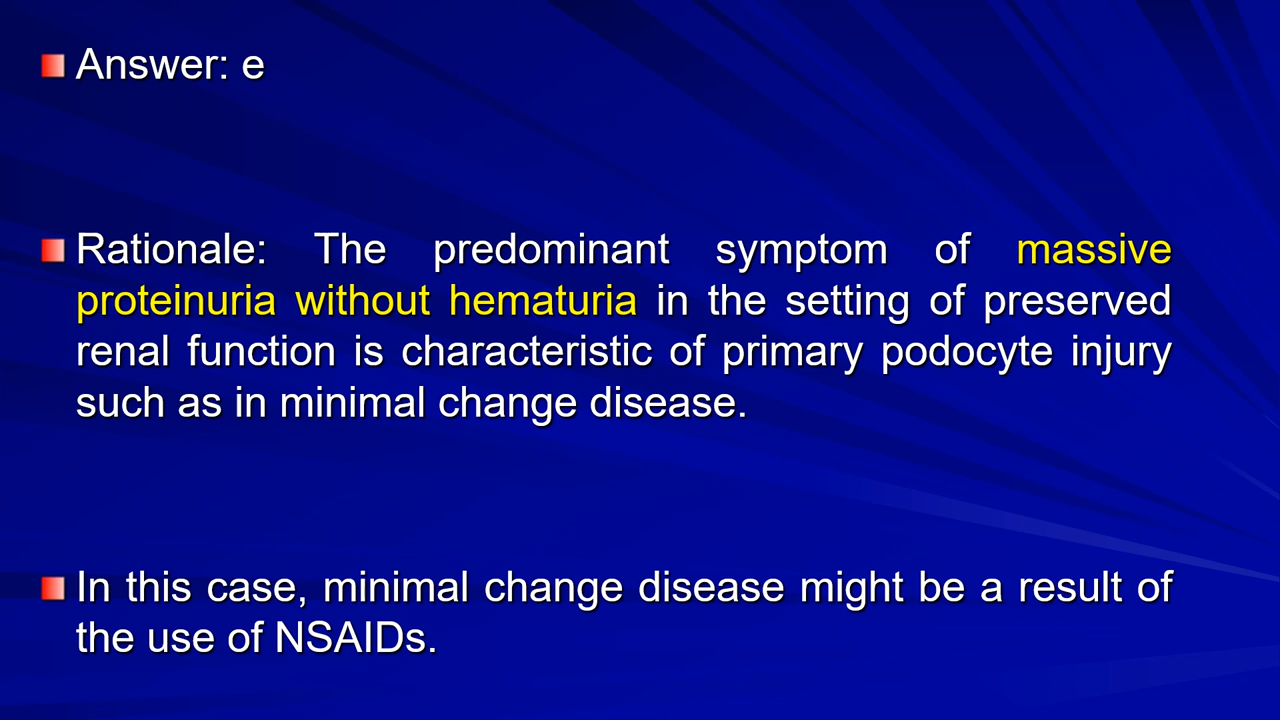 Answer: e
Rationale: The predominant symptom of massive
proteinuria without hematuria in the setting of preserved
renal function is characteristic of primary podocyte injury
such as in minimal change disease.
In this case, minimal change disease might be a result of
the use of NSAIDs.